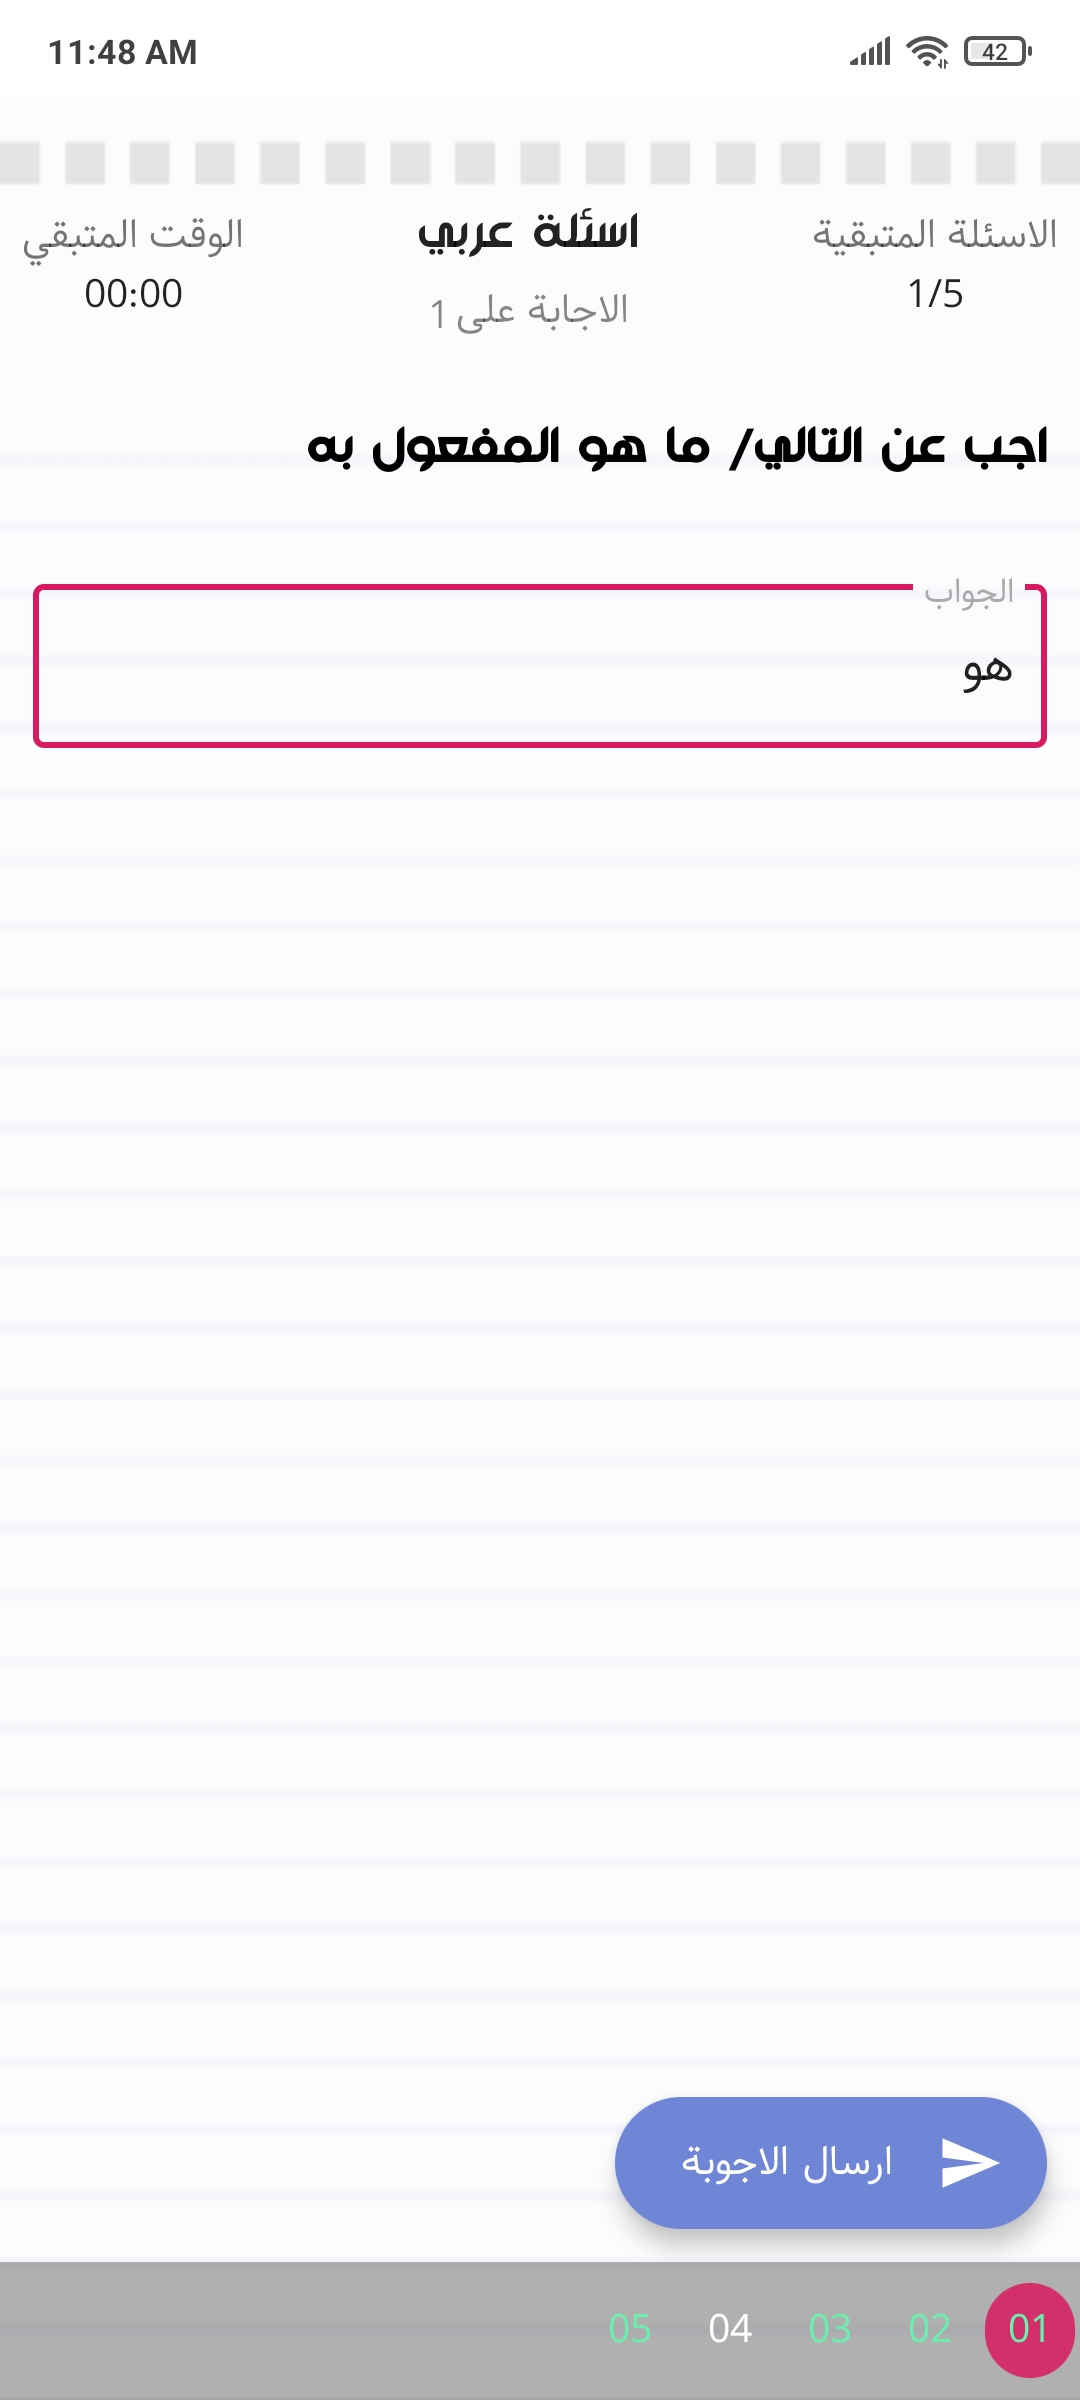 11:48 AM
42
الاسئلة المتبقية
1/5
اسئلة عربي
الاجابة على 1
الوقت المتبقي
00:00
اجب عن التالي/ ما هو المفعول به
الجواب
هو
ارسال الاجوبة
01 02 03 04 05